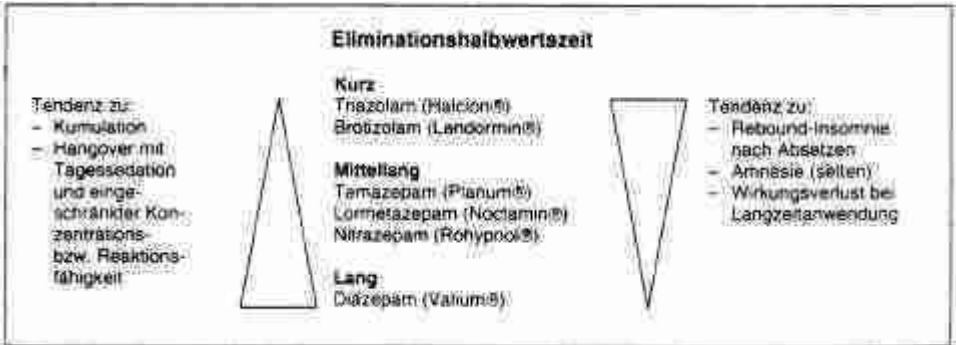 Eliminationshalbwertszeit
Tendenz zu:
– Kumulation
– Hangover mit
Tagessedation
und einge-
schränkter Kon-
zentrations-
bzw. Reaktions-
fähigkeit
Kurz
Triazolam (Halcion®)
Brotizolam (Lendormin®)
Mittellang
Temazepam (Planum®)
Lormetazepam (Noctamin®)
Nitrazepam (Rohypnol®)
Lang
Diazepam (Valium®)
Tendenz zu:
– Rebound-Insomnie
nach Absetzen
– Amnesie (selten)
– Wirkungsverlust bei
Langzeitanwendung